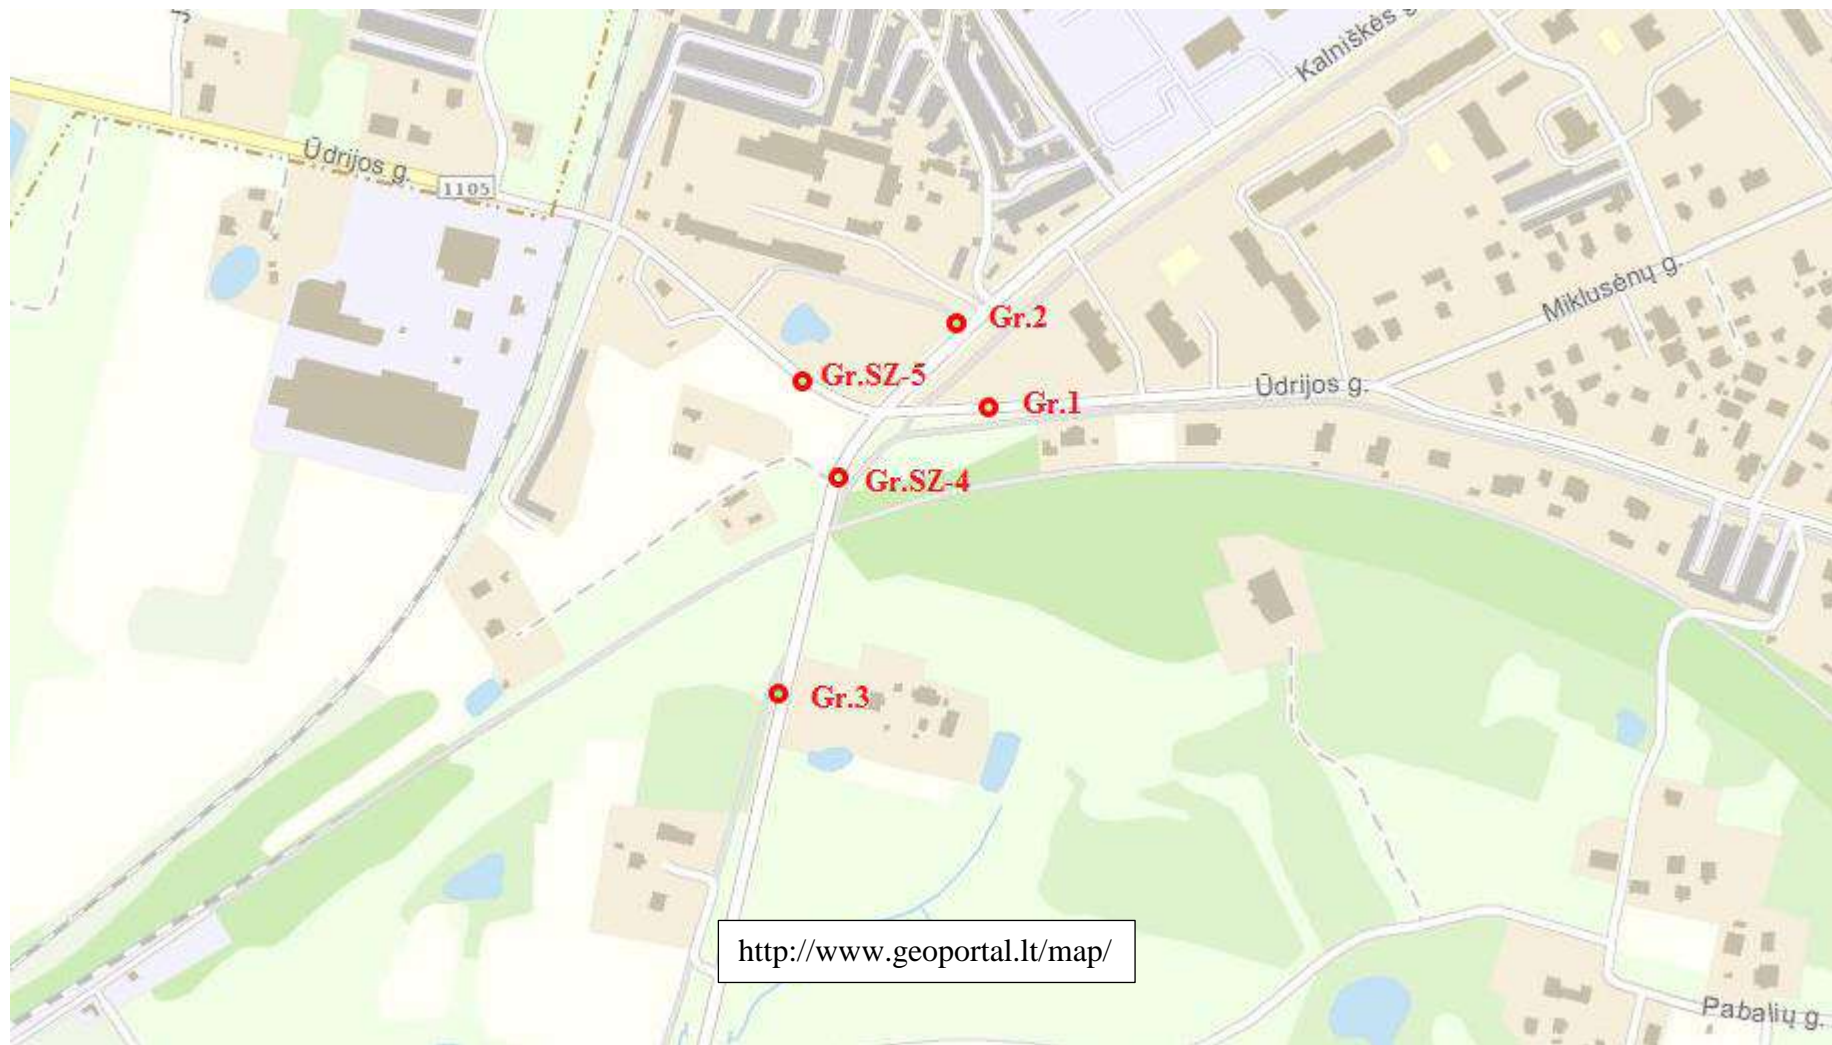 Kalniškės g.
Ūdrijos g.
1105
Miklusėnų g.
Gr.2
Gr.SZ-5
Ūdrijos g.
Gr.1
Gr.SZ-4
Gr.3
http://www.geoportal.lt/map/
Pabalių g.